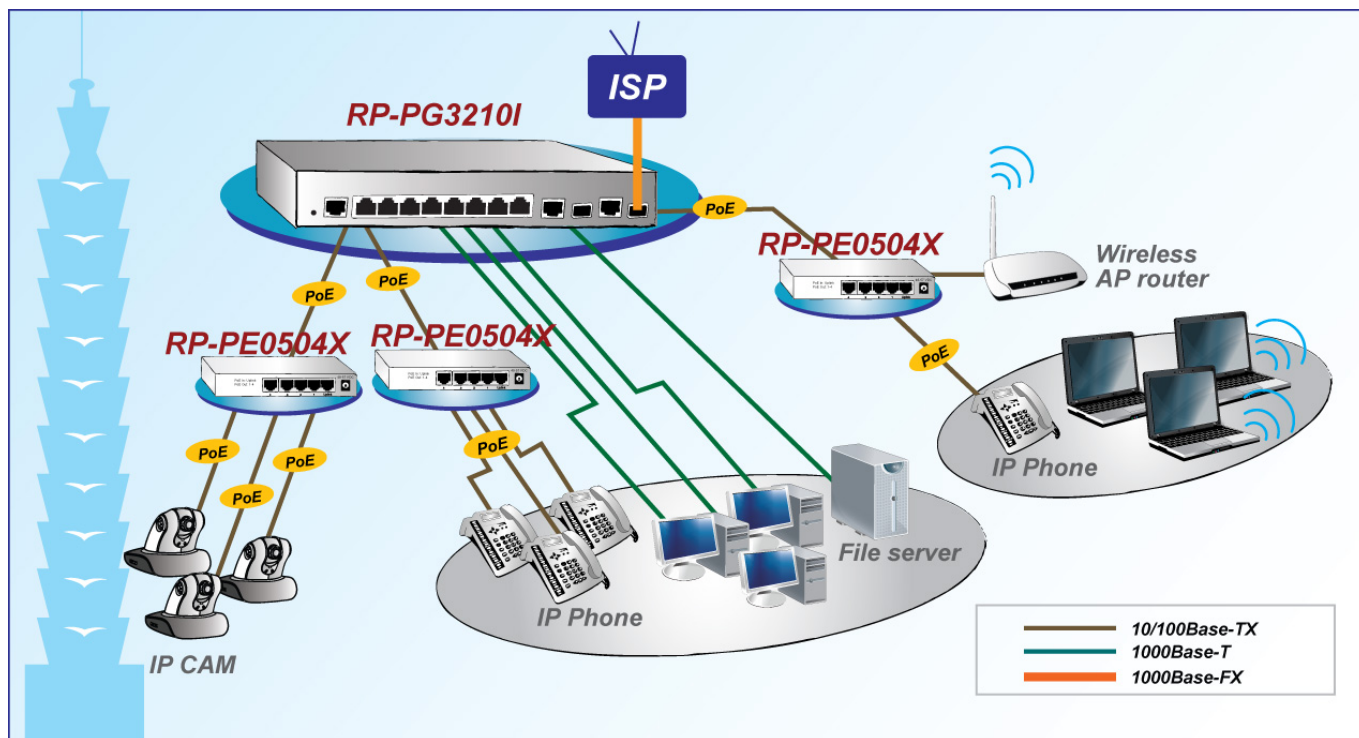 ISP
RP-PG3210I
PoE
RP-PE0504X
Wireless
AP router
PoE
PoE
RP-PE0504X
RP-PE0504X
PoE
PoE
PoE
PoE
PoE
IP Phone
File server
IP Phone
IP CAM
10/100Base-TX
1000Base-T
1000Base-FX